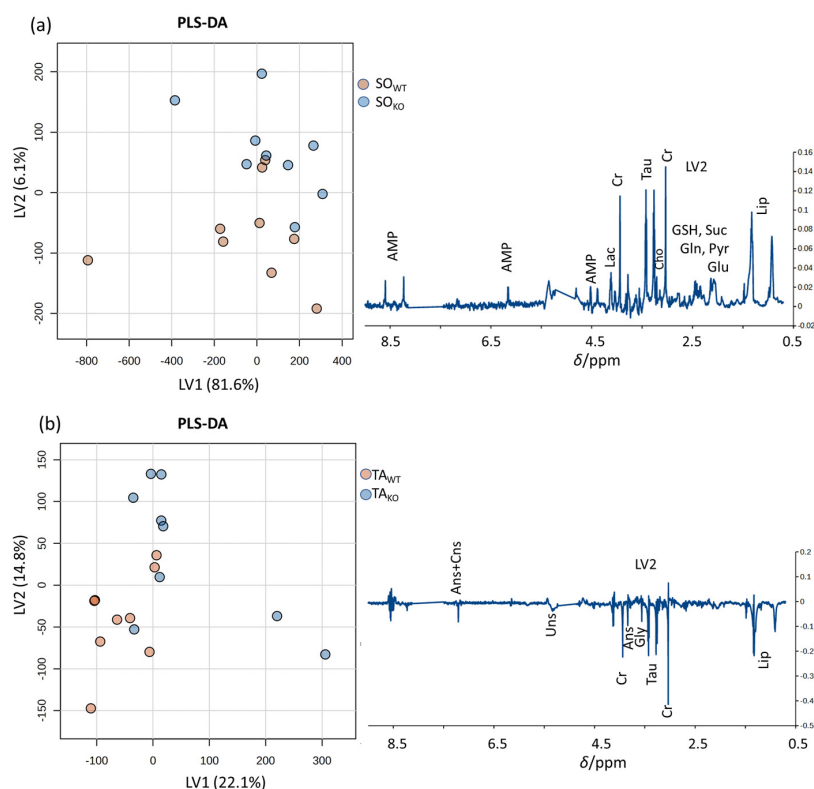 (a)
PLS-DA
200
100
0
-100
-200
LV2 (6.1%)
-800
-600
-400
-200
0
200
400
LV1 (81.6%)
SOWT
SOKO
AMP
AMP
AMP
Lac
Cr
Tau
Cho
Cr
LV2
GSH, Suc
Gln, Pyr
Glu
Lip
0.16
0.14
0.12
0.1
0.08
0.06
0.04
0.02
0
-0.02
8.5
6.5
4.5
2.5
0.5
δ/ppm
(b)
PLS-DA
150
100
50
0
-50
-100
-150
LV2 (14.8%)
-100
0
100
200
300
LV1 (22.1%)
TAWT
TAKO
Ans+Cns
Uns
Cr
Ans
Gly
Tau
Cr
LV2
Lip
0.2
0.1
0
-0.1
-0.2
-0.3
-0.4
-0.5
8.5
6.5
4.5
2.5
0.5
δ/ppm